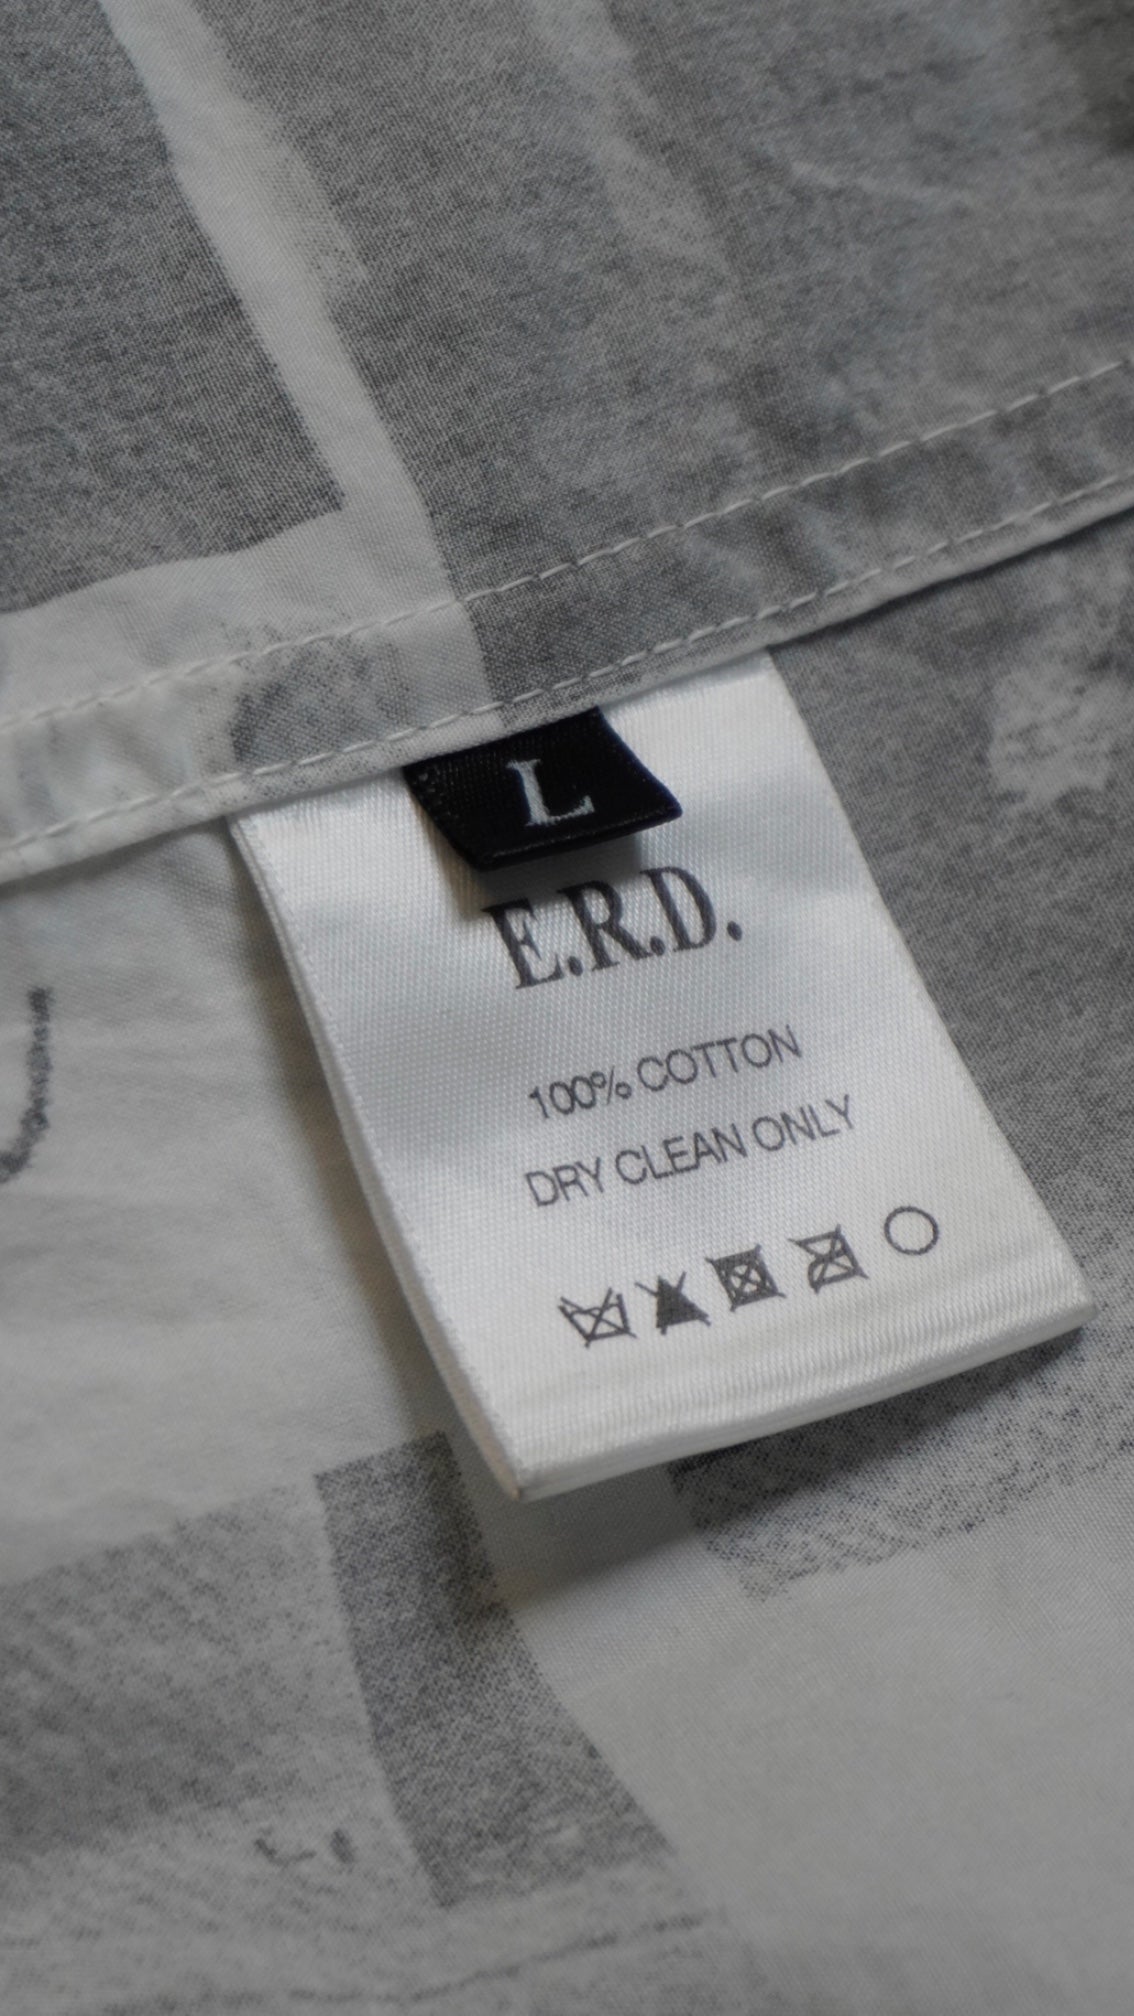 L
E.R.D.
100% COTTON
DRY CLEAN ONLY